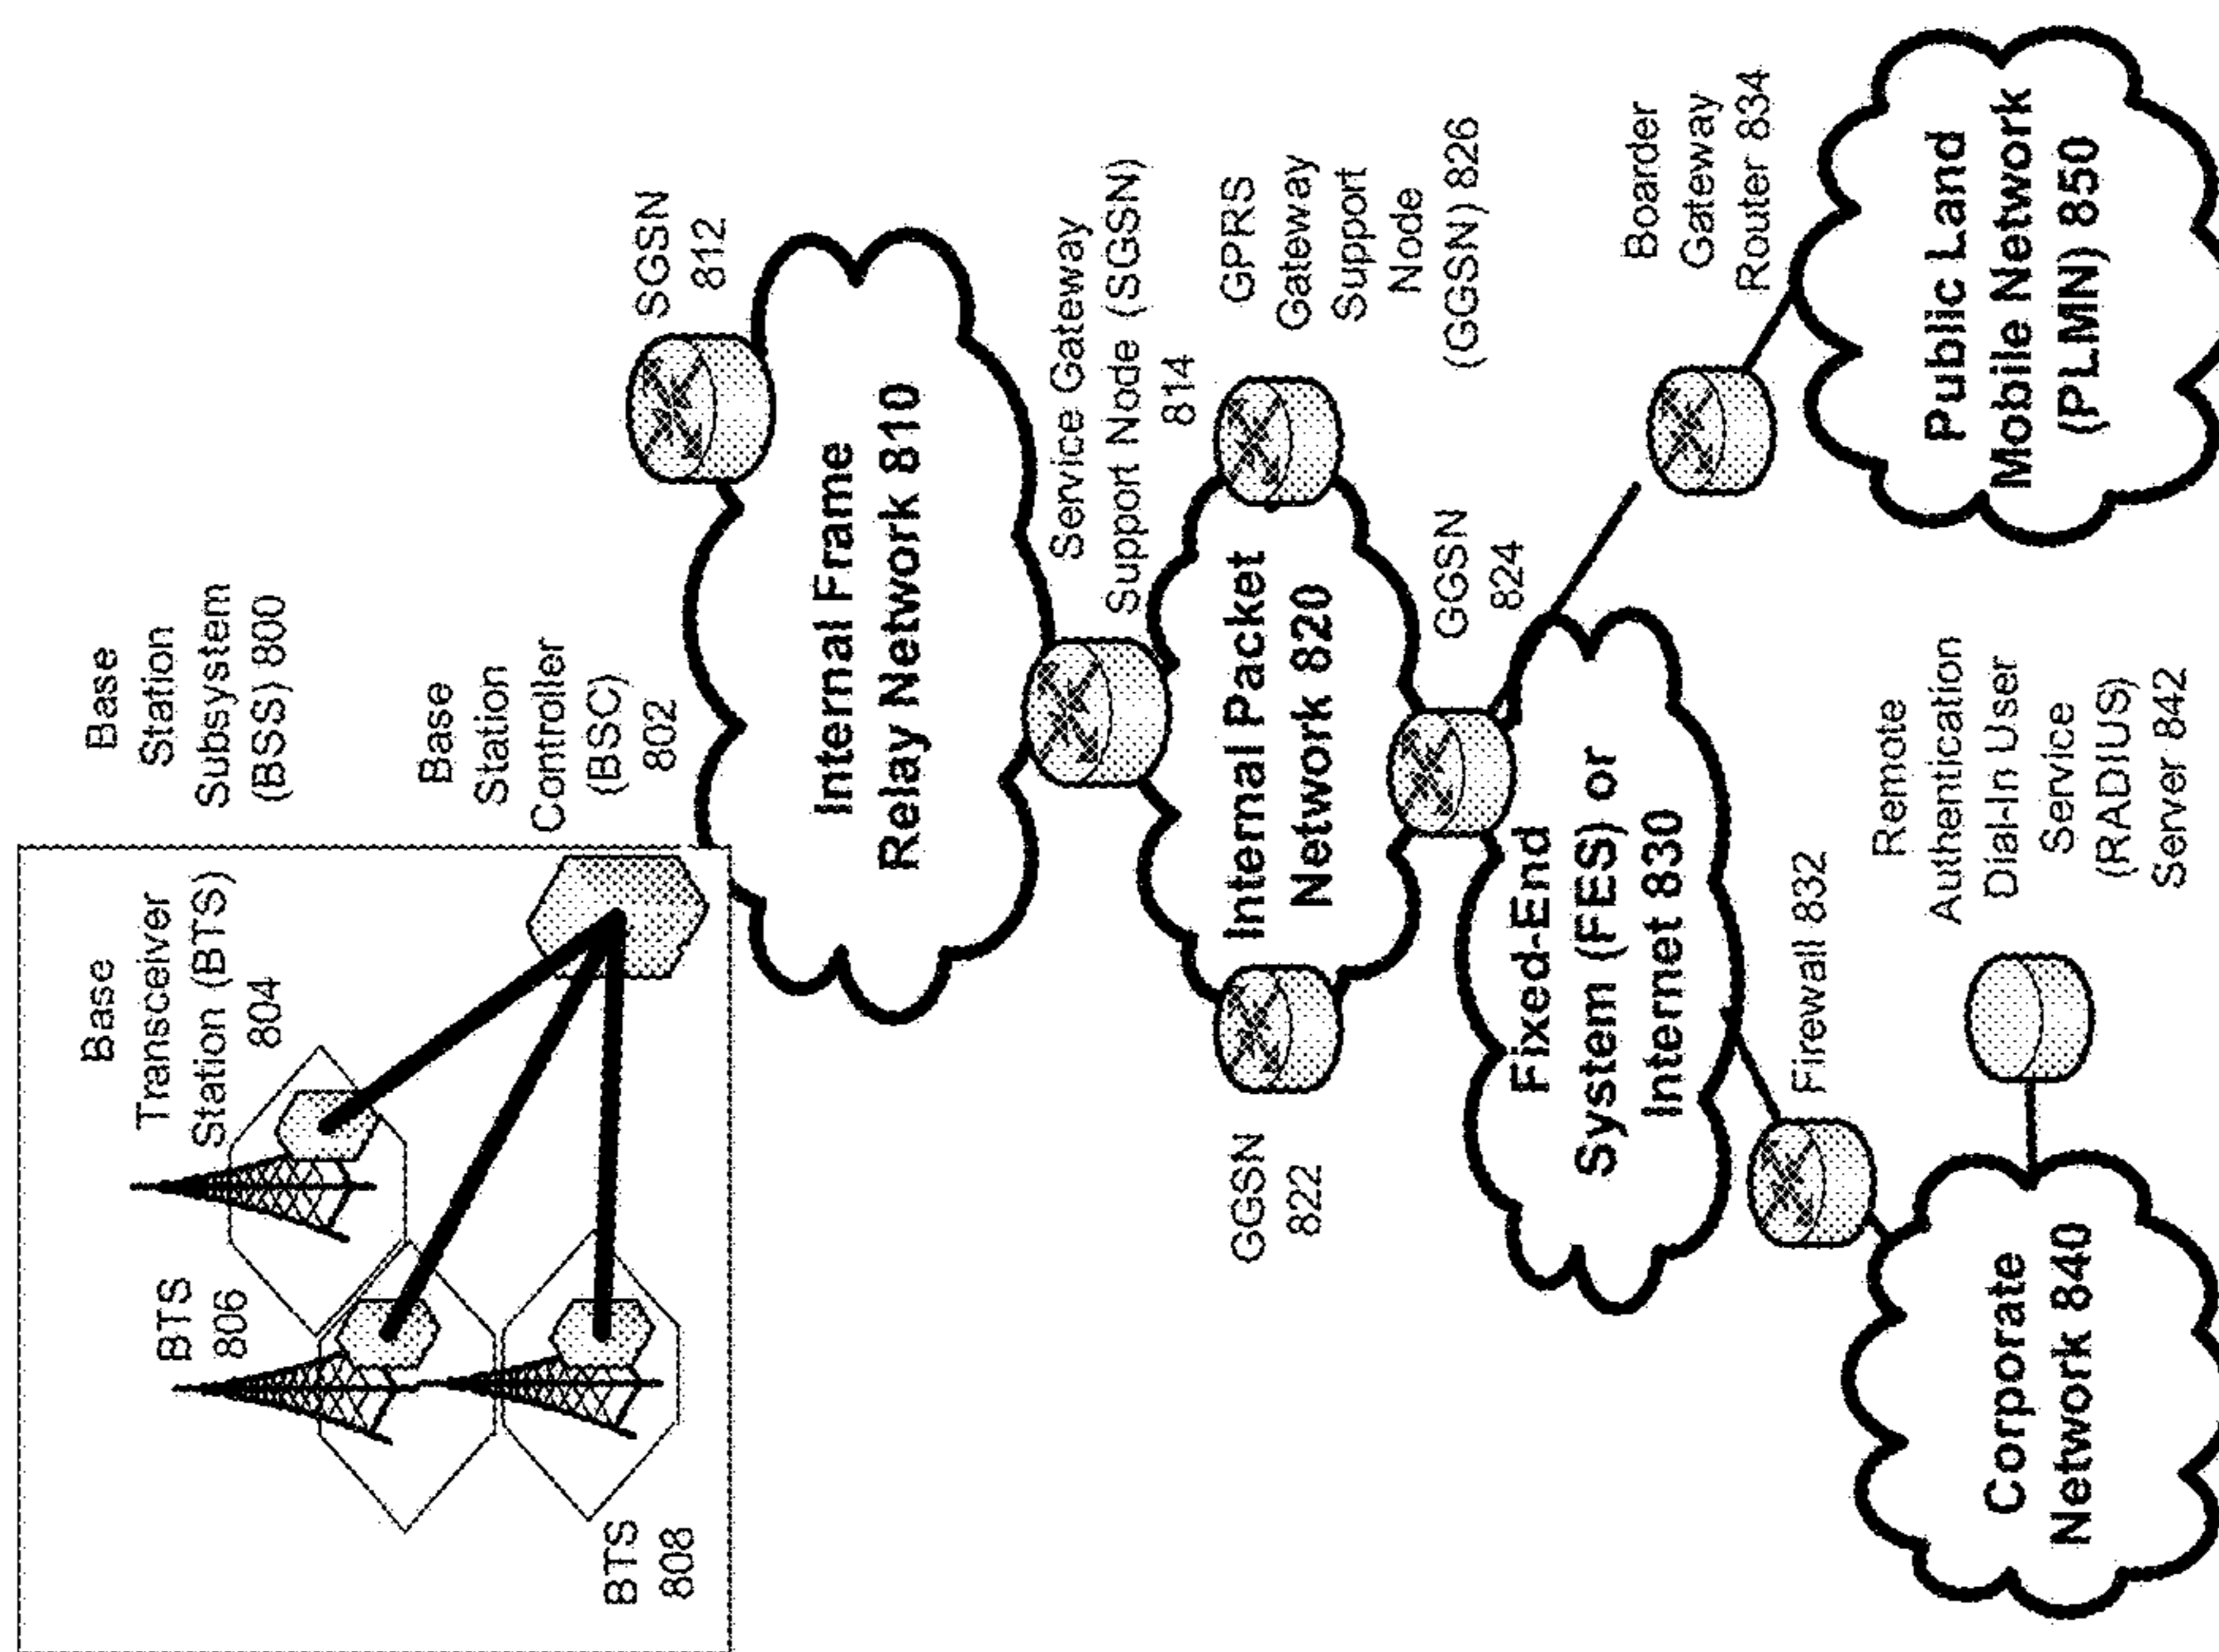 Base
Station
Subsystem
(BSS) 800
Base
Transceiver
Station (BTS)
804
BTS
806
BTS
808
Base
Station
Controller
(BSC)
802
SGSN
812
Internal Frame
Relay Network 810
Service Gateway
Support Node (SGSN)
814
GGSN
822
Internal Packet
Network 820
GPRS
Gateway
Support
Node
(GGSN) 826
GGSN
824
Fixed-End
System (FES) or
Internet 830
Boarder
Gateway
Router 834
Firewall 832
Remote
Authentication
Dial-In User
Service
(RADIUS)
Server 842
Corporate
Network 840
Public Land
Mobile Network
(PLMN) 850